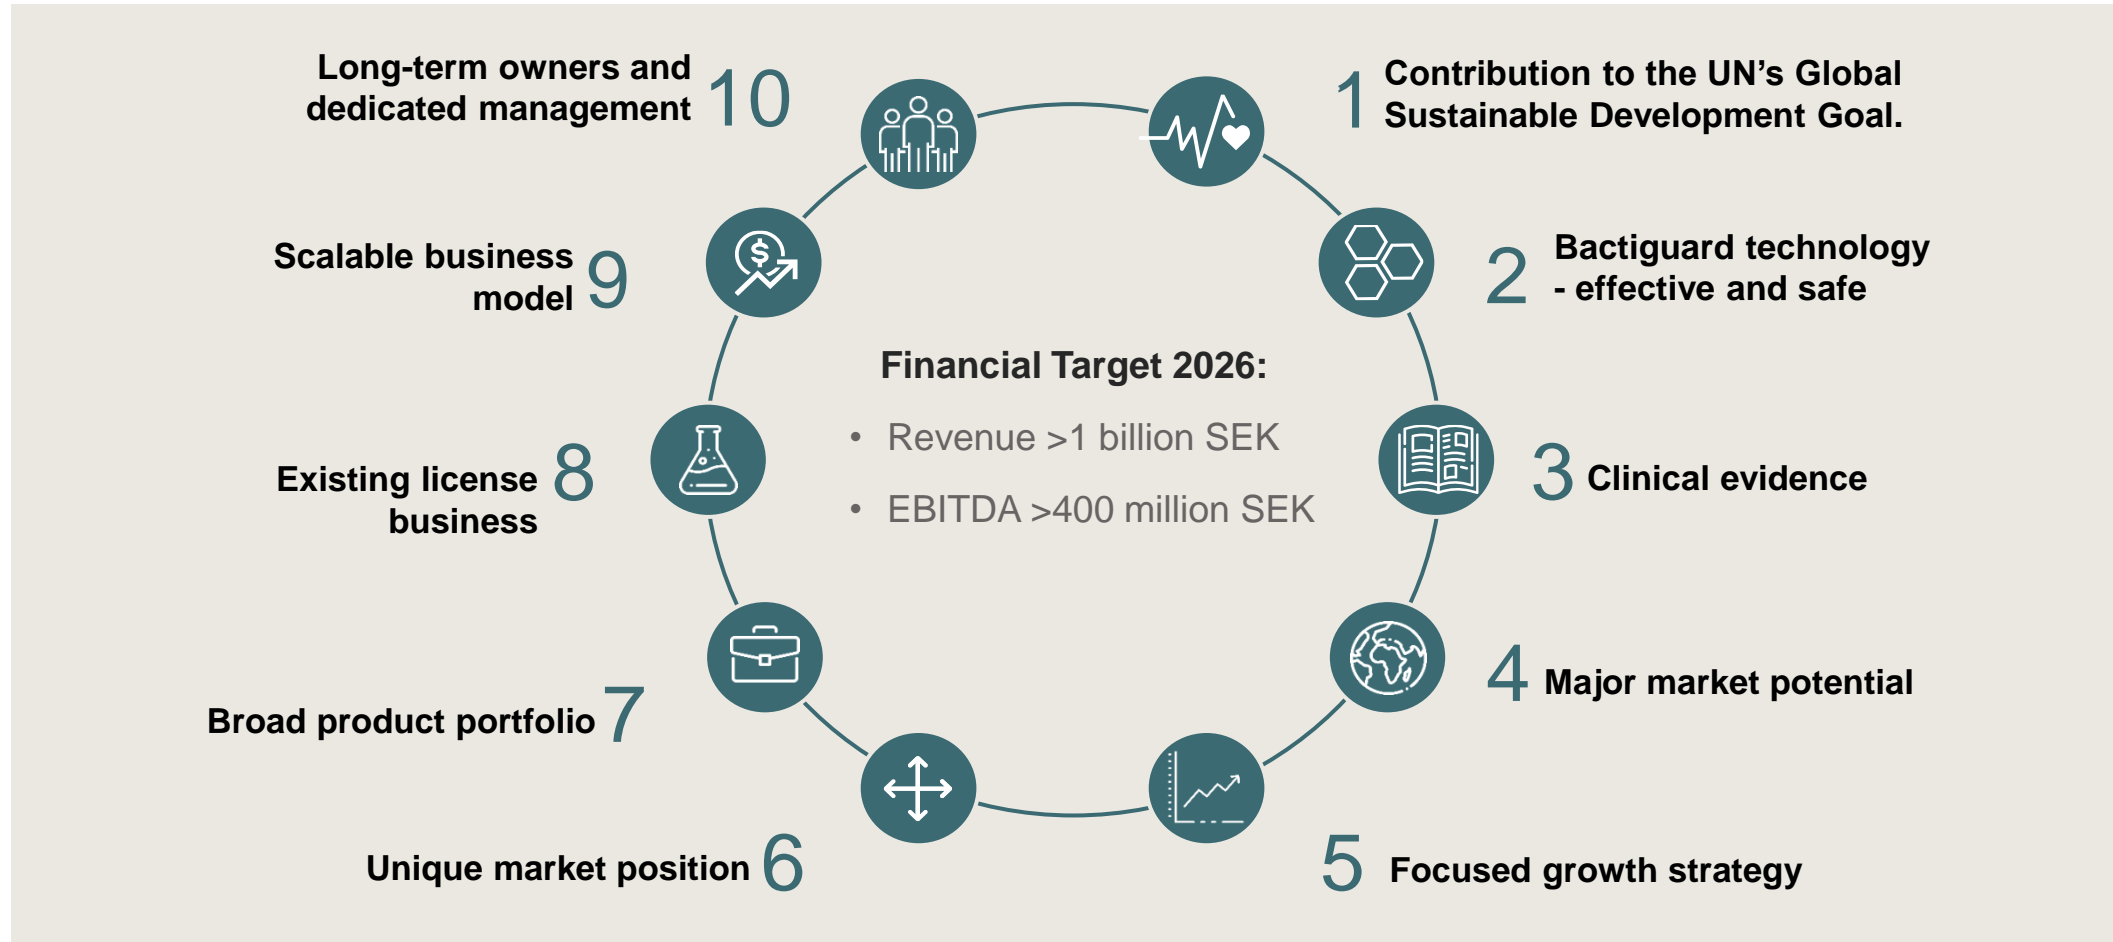 1
Contribution to the UN’s Global
Sustainable Development Goal.
2
Bactiguard technology
- effective and safe
3
Clinical evidence
4
Major market potential
5
Focused growth strategy
6
Unique market position
7
Broad product portfolio
8
Existing license
business
9
Scalable business
model
10
Long-term owners and
dedicated management
Financial Target 2026:
• Revenue >1 billion SEK
• EBITDA >400 million SEK
$